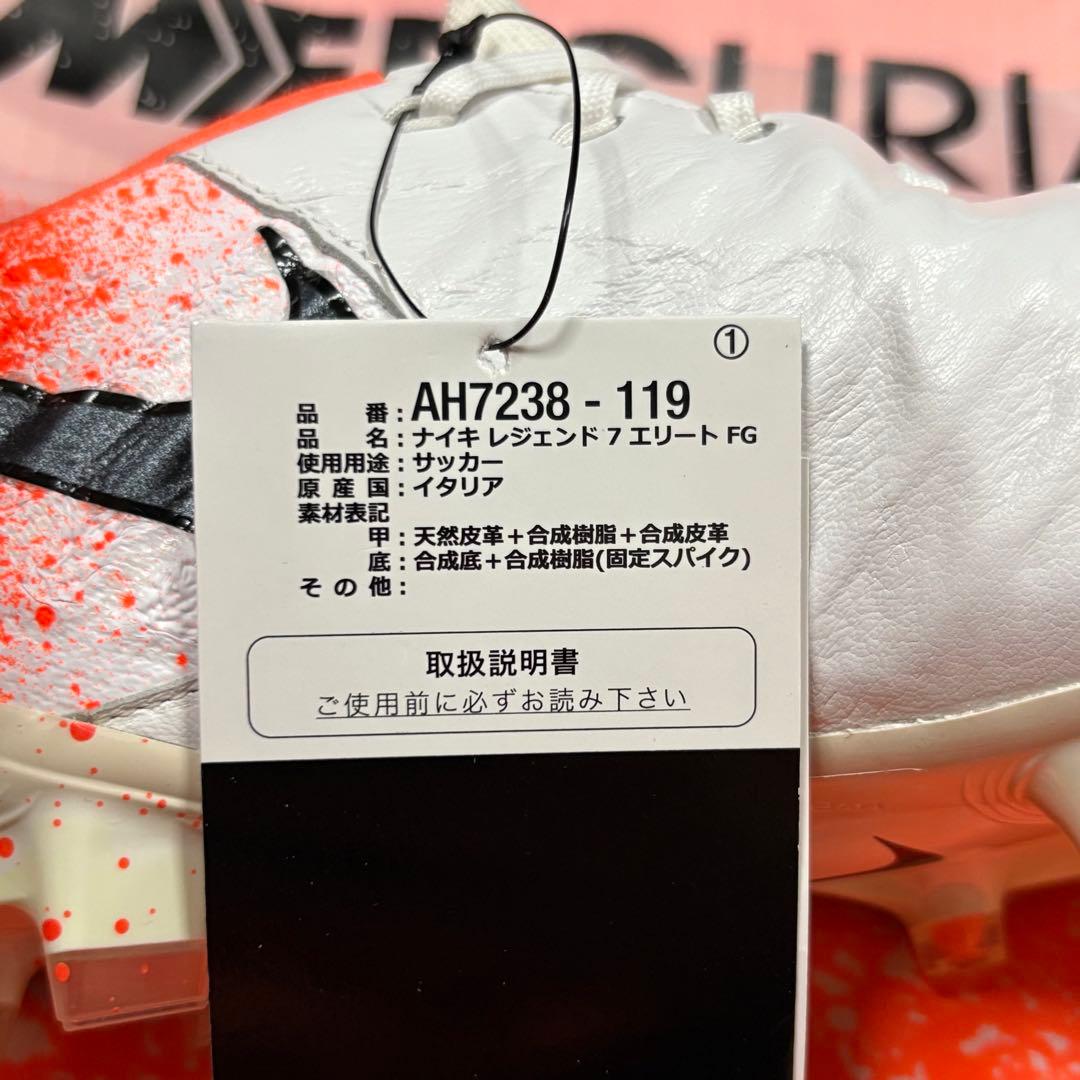 MERCURIA
①
品番：AH7238 - 119
品名：ナイキ レジェンド 7 エリート FG
使用用途：サッカー
原産国：イタリア
素材表記
甲：天然皮革＋合成樹脂＋合成皮革
底：合成底＋合成樹脂(固定スパイク)
その他：
取扱説明書
ご使用前に必ずお読み下さい